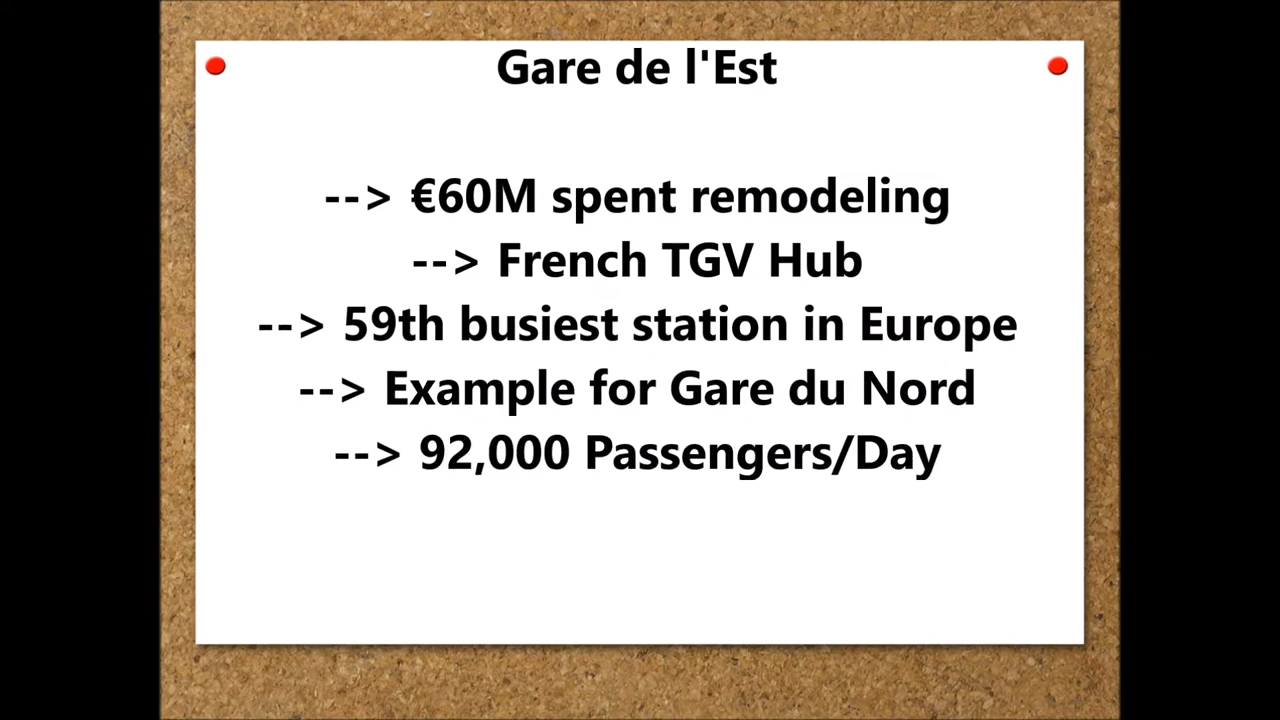 Gare de l'Est
--> €60M spent remodeling
--> French TGV Hub
--> 59th busiest station in Europe
--> Example for Gare du Nord
--> 92,000 Passengers/Day